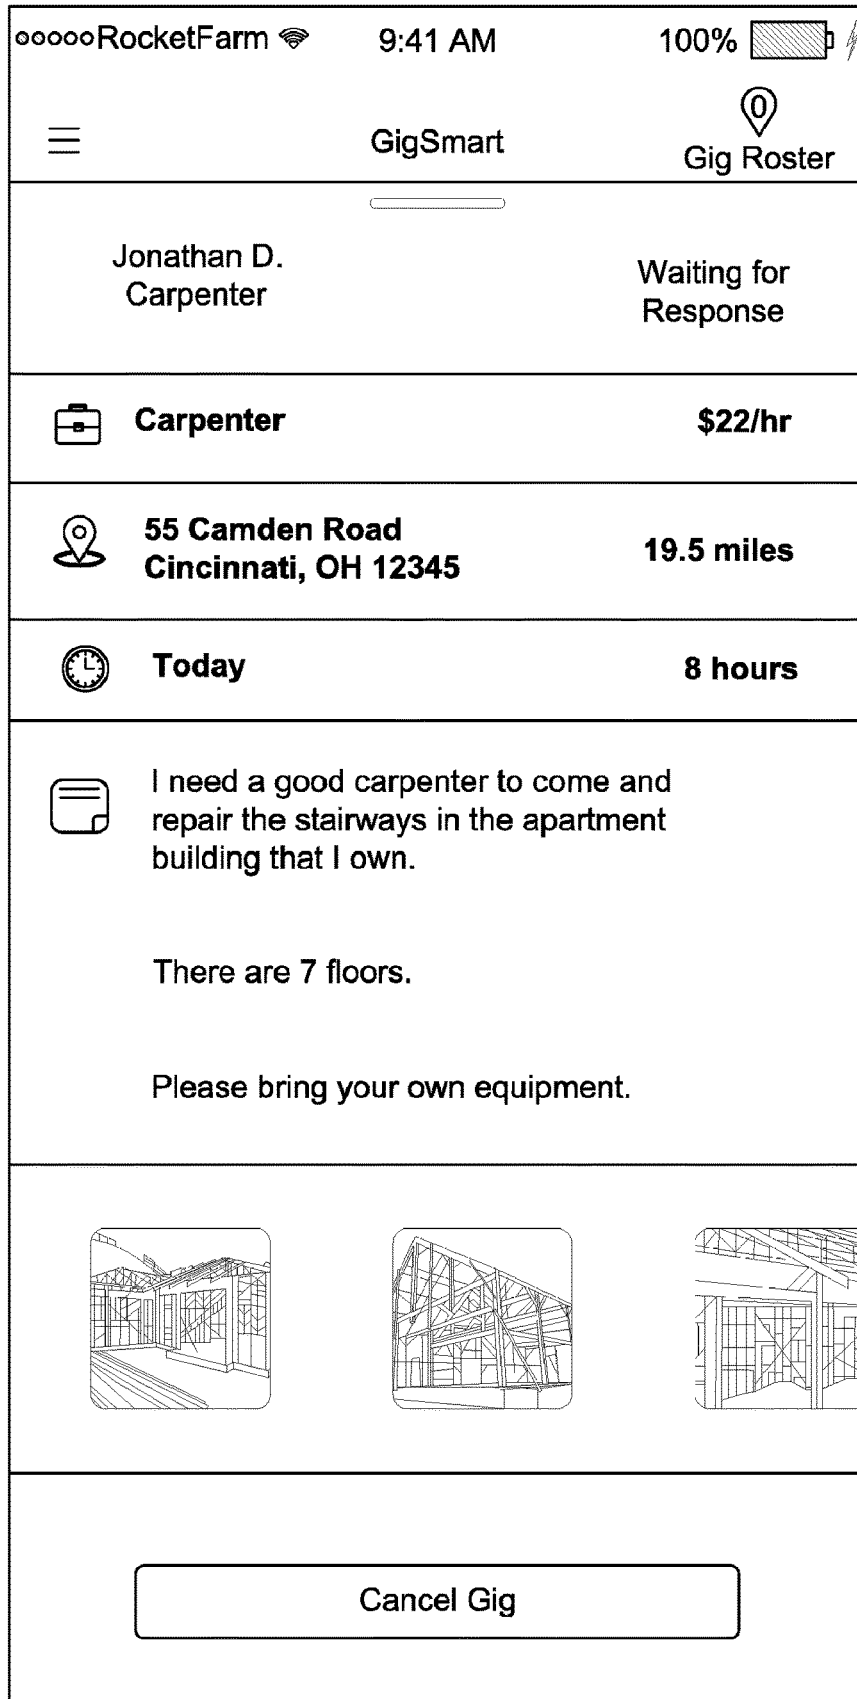 oooooRocketFarm 9:41 AM 100%
0
GigSmart
Gig Roster
Jonathan D.
Carpenter
Waiting for
Response
Carpenter $22/hr
55 Camden Road
Cincinnati, OH 12345
19.5 miles
Today 8 hours
I need a good carpenter to come and
repair the stairways in the apartment
building that I own.
There are 7 floors.
Please bring your own equipment.
Cancel Gig